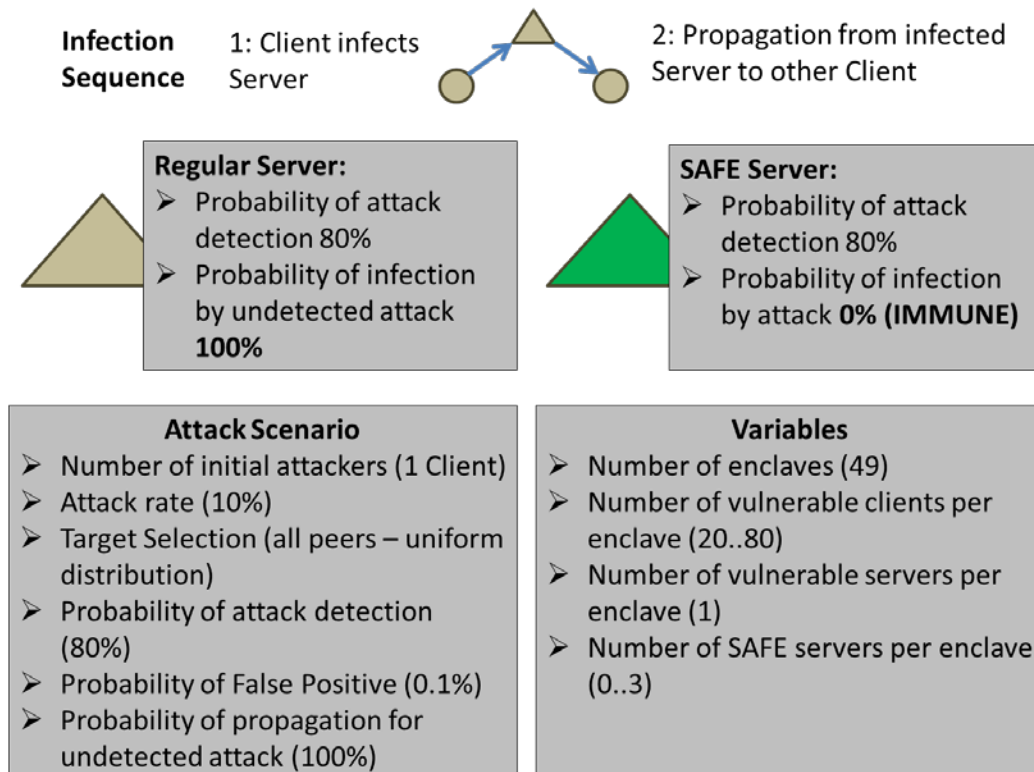 Infection
Sequence
1: Client infects
Server
2: Propagation from infected
Server to other Client
Regular Server:
➢ Probability of attack
detection 80%
➢ Probability of infection
by undetected attack
100%
SAFE Server:
➢ Probability of attack
detection 80%
➢ Probability of infection
by attack 0% (IMMUNE)
Attack Scenario
➢ Number of initial attackers (1 Client)
➢ Attack rate (10%)
➢ Target Selection (all peers – uniform
distribution)
➢ Probability of attack detection
(80%)
➢ Probability of False Positive (0.1%)
➢ Probability of propagation for
undetected attack (100%)
Variables
➢ Number of enclaves (49)
➢ Number of vulnerable clients per
enclave (20..80)
➢ Number of vulnerable servers per
enclave (1)
➢ Number of SAFE servers per enclave
(0..3)